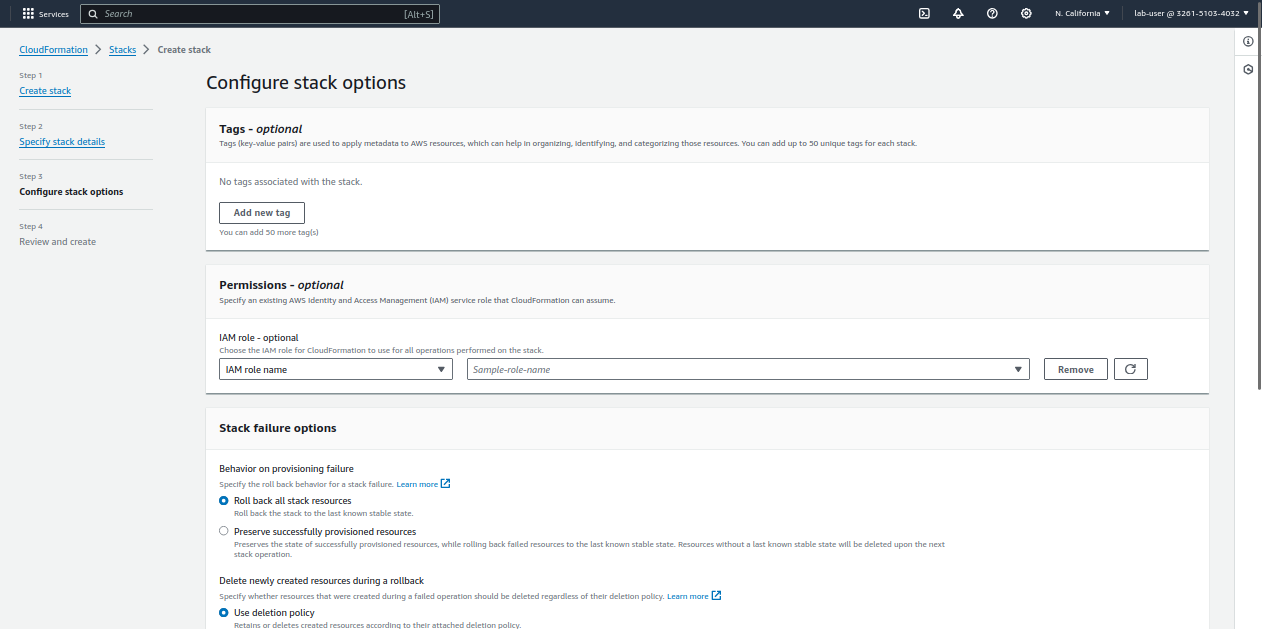 Services
Search [Alt+S]
N. California
lab-user @ 3261-5103-4032
CloudFormation
Stacks
Create stack
Step 1
Create stack
Step 2
Specify stack details
Step 3
Configure stack options
Step 4
Review and create
Configure stack options
Tags - optional
Tags (key-value pairs) are used to apply metadata to AWS resources, which can help in organizing, identifying, and categorizing those resources. You can add up to 50 unique tags for each stack.
No tags associated with the stack.
Add new tag
You can add 50 more tag(s)
Permissions - optional
Specify an existing AWS Identity and Access Management (IAM) service role that CloudFormation can assume.
IAM role - optional
Choose the IAM role for CloudFormation to use for all operations performed on the stack.
IAM role name
Sample-role-name
Remove
Stack failure options
Behavior on provisioning failure
Specify the roll back behavior for a stack failure. Learn more
Roll back all stack resources
Roll back the stack to the last known stable state.
Preserve successfully provisioned resources
Preserves the state of successfully provisioned resources, while rolling back failed resources to the last known stable state. Resources without a last known stable state will be deleted upon the next
stack operation.
Delete newly created resources during a rollback
Specify whether resources that were created during a failed operation should be deleted regardless of their deletion policy. Learn more
Use deletion policy
Retains or deletes created resources according to their attached deletion policy.